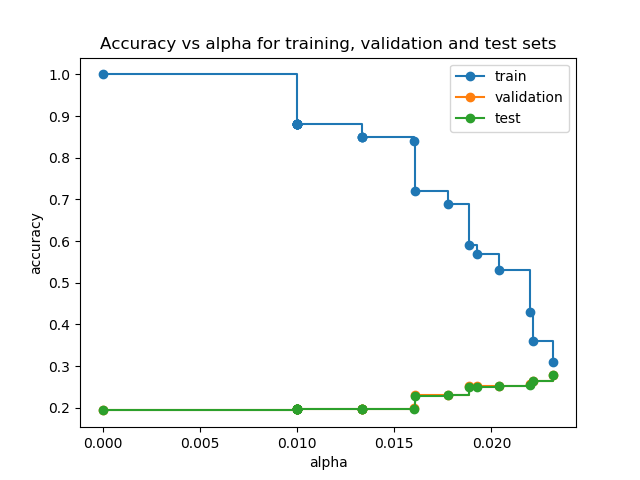 Accuracy vs alpha for training, validation and test sets
train
validation
test
accuracy
1.0
0.9
0.8
0.7
0.6
0.5
0.4
0.3
0.2
0.000 0.005 0.010 0.015 0.020
alpha